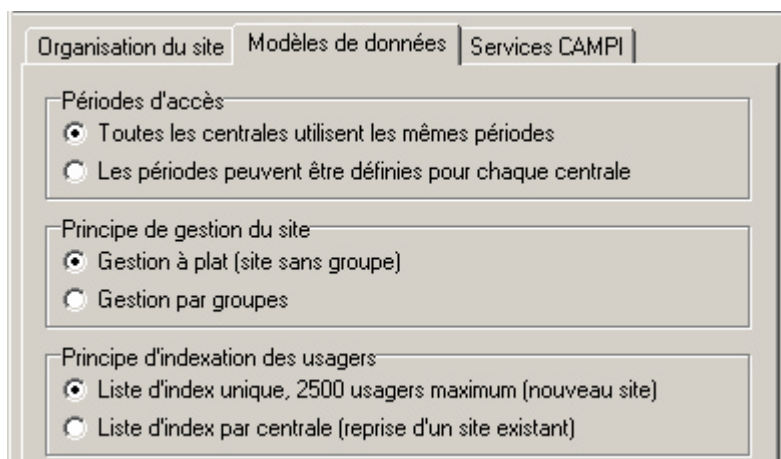 Organisation du site Modèles de données Services CAMPI
Périodes d'accès
Toutes les centrales utilisent les mêmes périodes
Les périodes peuvent être définies pour chaque centrale
Principe de gestion du site
Gestion à plat (site sans groupe)
Gestion par groupes
Principe d'indexation des usagers
Liste d'index unique, 2500 usagers maximum (nouveau site)
Liste d'index par centrale (reprise d'un site existant)